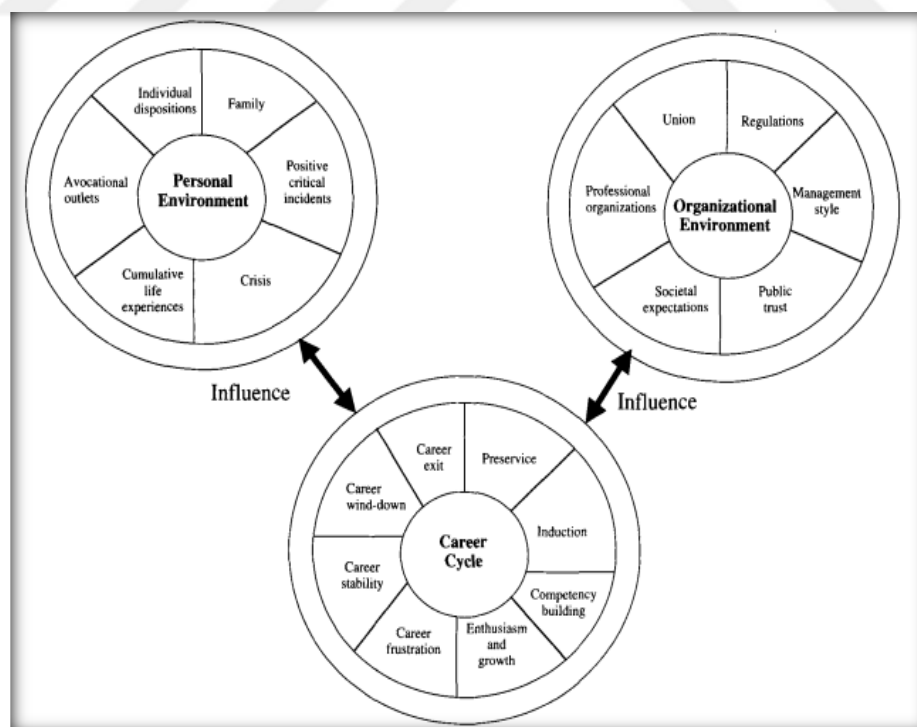 Individual
dispositions
Family
Positive
critical
incidents
Crisis
Cumulative
life
experiences
Avocational
outlets
Personal
Environment
Union
Regulations
Management
style
Public
trust
Societal
expectations
Professional
organizations
Organizational
Environment
Influence
Influence
Career
exit
Preservice
Induction
Competency
building
Enthusiasm
and
growth
Career
frustration
Career
stability
Career
wind-down
Career
Cycle